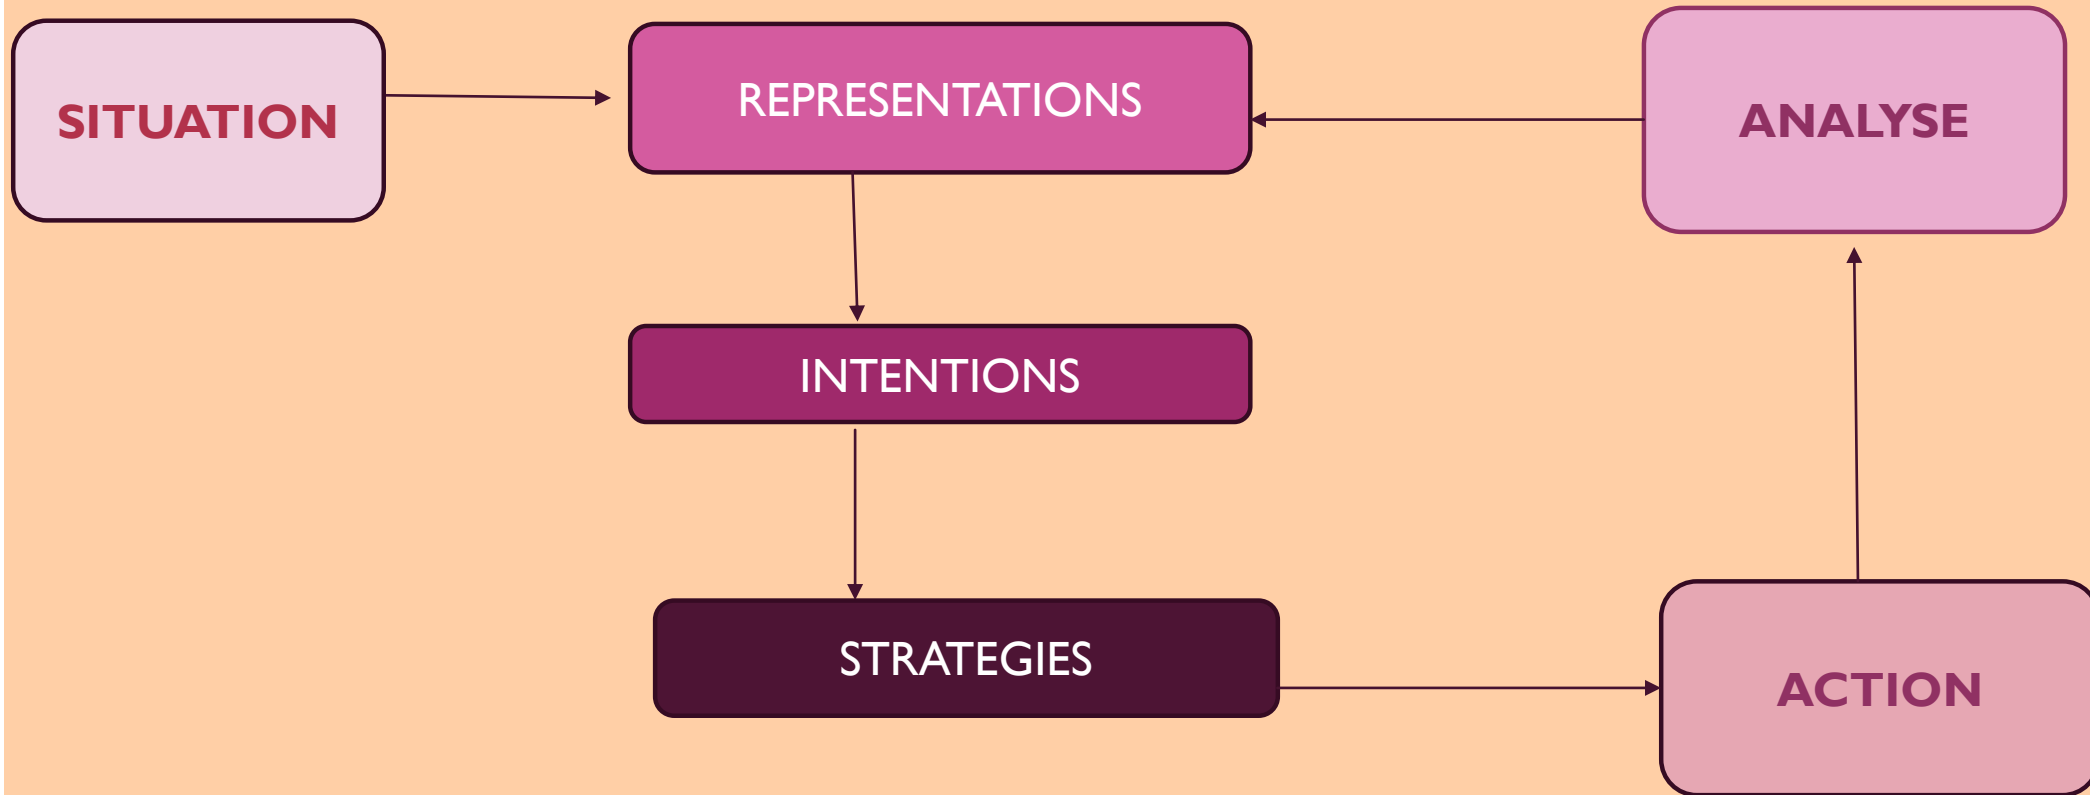 SITUATION
REPRESENTATIONS
ANALYSE
INTENTIONS
STRATEGIES
ACTION